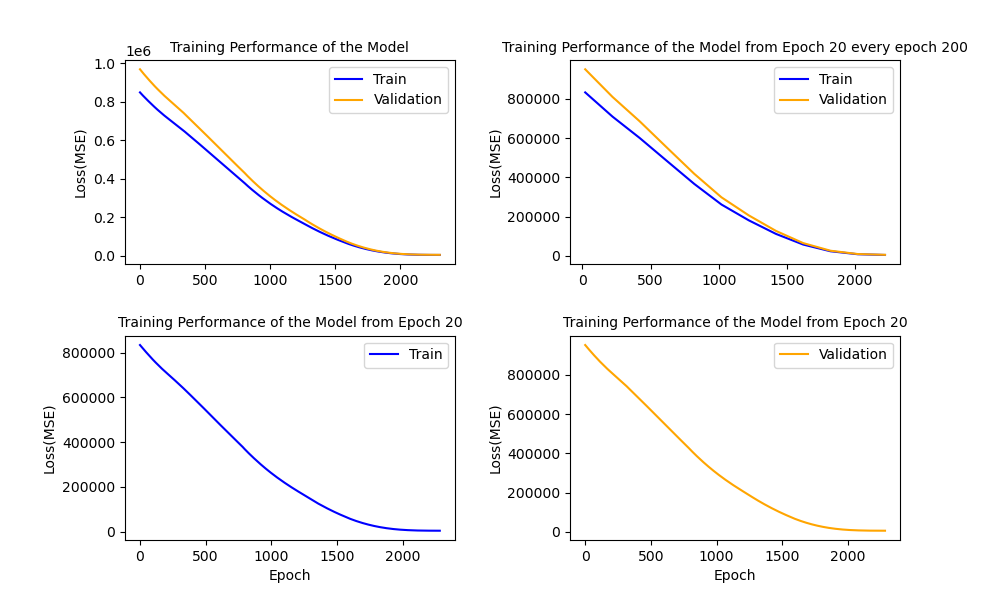 Training Performance of the Model
1e6
Loss(MSE)
1.0
0.8
0.6
0.4
0.2
0.0
0 500 1000 1500 2000
Train
Validation
Training Performance of the Model from Epoch 20 every epoch 200
Loss(MSE)
800000
600000
400000
200000
0
0 500 1000 1500 2000
Train
Validation
Training Performance of the Model from Epoch 20
Loss(MSE)
800000
600000
400000
200000
0
0 500 1000 1500 2000
Epoch
Train
Training Performance of the Model from Epoch 20
Loss(MSE)
800000
600000
400000
200000
0
0 500 1000 1500 2000
Epoch
Validation